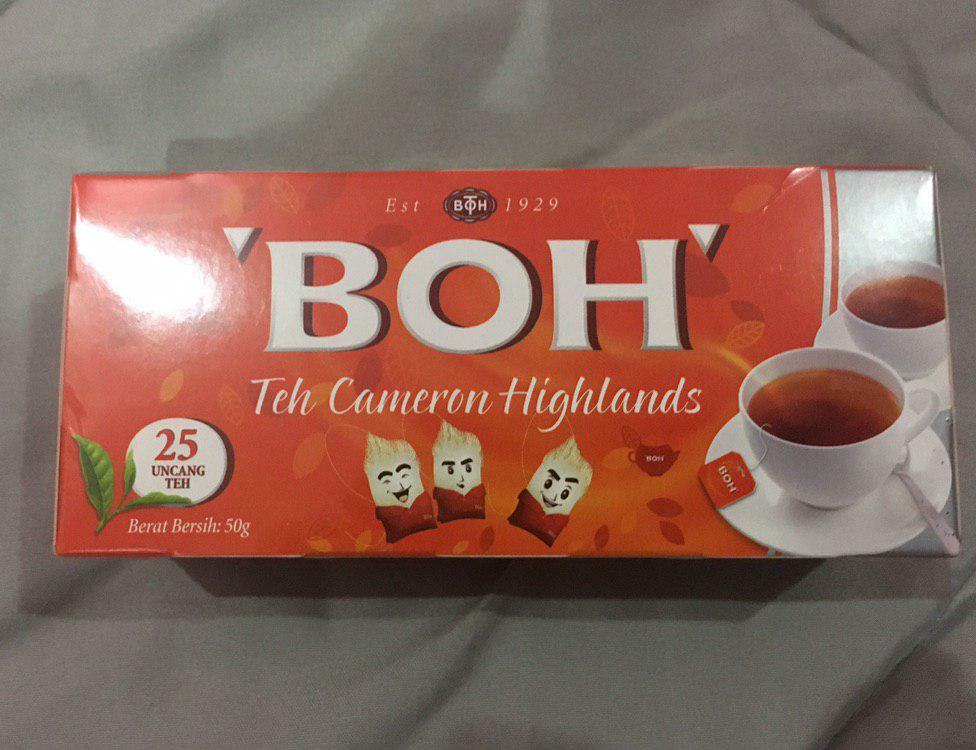 Est BOH 1929
'BOH'
Teh Cameron Highlands
25
UNCANG
TEH
Berat Bersih: 50g
BOH
BOH